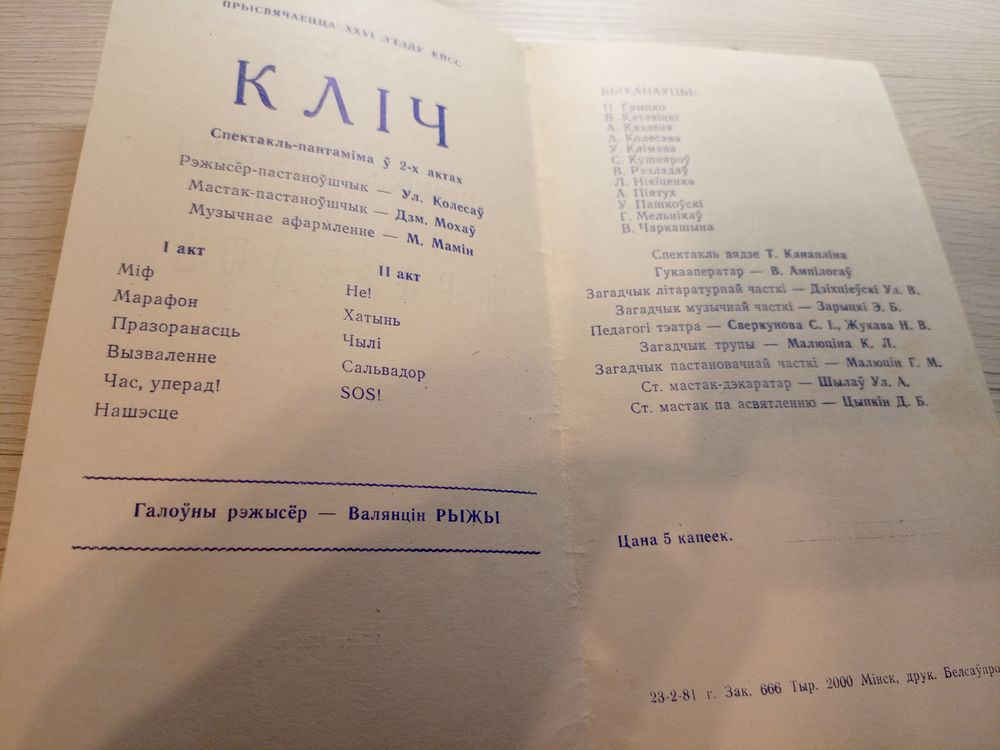 ПРЫСВЯЧАЕЦЦА XXVI З'ЕЗДУ КПСС
КЛІЧ
Спектакль-пантаміма ў 2-х актах
Рэжысёр-пастаноўшчык — Ул. Колесаў
Мастак-пастаноўшчык — Дзм. Мохаў
Музычнае афармленне — М. Мамін
I акт
Міф
Марафон
Празоранасць
Вызваленне
Час, уперад!
Нашэсце
II акт
Не!
Хатынь
Чылі
Сальвадор
SOS!
Галоўны рэжысёр — Валянцін РЫЖЫ
ВЫКАНАЎЦЫ:
Н. Грыцко
В. Катавіцкі
А. Казленя
А. Колесава
У. Клімава
С. Кушняроў
В. Разладаў
Л. Нікіценка
А. Піятух
У. Пашкоўскі
Г. Мельнікаў
В. Чаркашына
Спектакль вядзе Т. Канапліна
Гукааператар — В. Ампілогаў
Загадчык літаратурнай часткі — Дзіхціеўскі Ул. В.
Загадчык музычнай часткі — Зарыцкі Э. Б.
Педагогі тэатра — Сверкунова С. І., Жукава Н. В.
Загадчык трупы — Малюціна К. Л.
Загадчык пастановачнай часткі — Малюцін Г. М.
Ст. мастак-дэкаратар — Шылаў Ул. А.
Ст. мастак па асвятленню — Цыпкін Д. Б.
Цана 5 капеек.
23-2-81 г. Зак. 666 Тыр. 2000 Мінск, друк. Белсаўпро